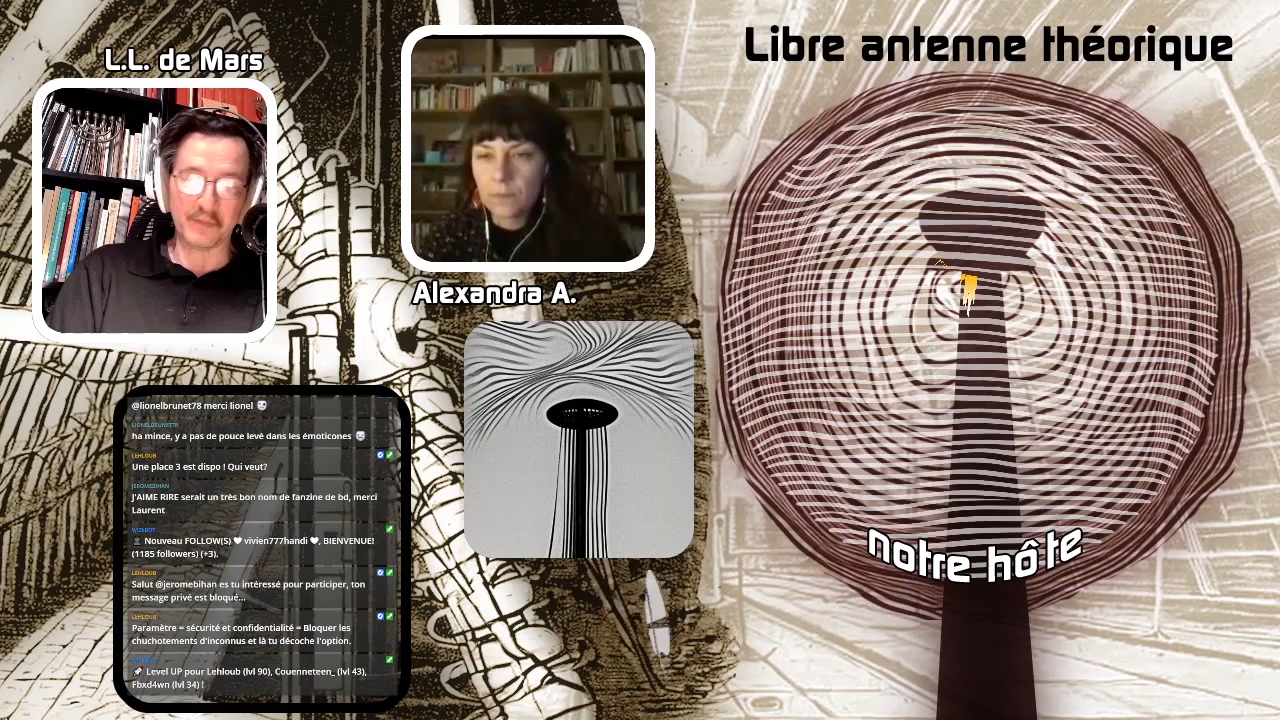 L.L. de Mars
Libre antenne théorique
Alexandra A.
@lionelbrunet78 merci lionel
LIONELBRUNET78
ha mince, y a pas de pouce levé dans les émoticones
LEHLOUB
Une place 3 est dispo ! Qui veut?
JEROMEBIHAN
J'AIME RIRE serait un très bon nom de fanzine de bd, merci
Laurent
WIZEBOT
Nouveau FOLLOW(S) ❤ vivien777handi ❤, BIENVENUE!
(1185 followers) (+3).
LEHLOUB
Salut @jeromebihan es tu intéressé pour participer, ton
message privé est bloqué...
LEHLOUB
Paramètre = sécurité et confidentialité = Bloquer les
chuchotements d'inconnus et là tu décoche l'option.
WIZEBOT
Level UP pour Lehloub (lvl 90), Couenneteen_ (lvl 43),
Fbxd4wn (lvl 34) !
notre hôte